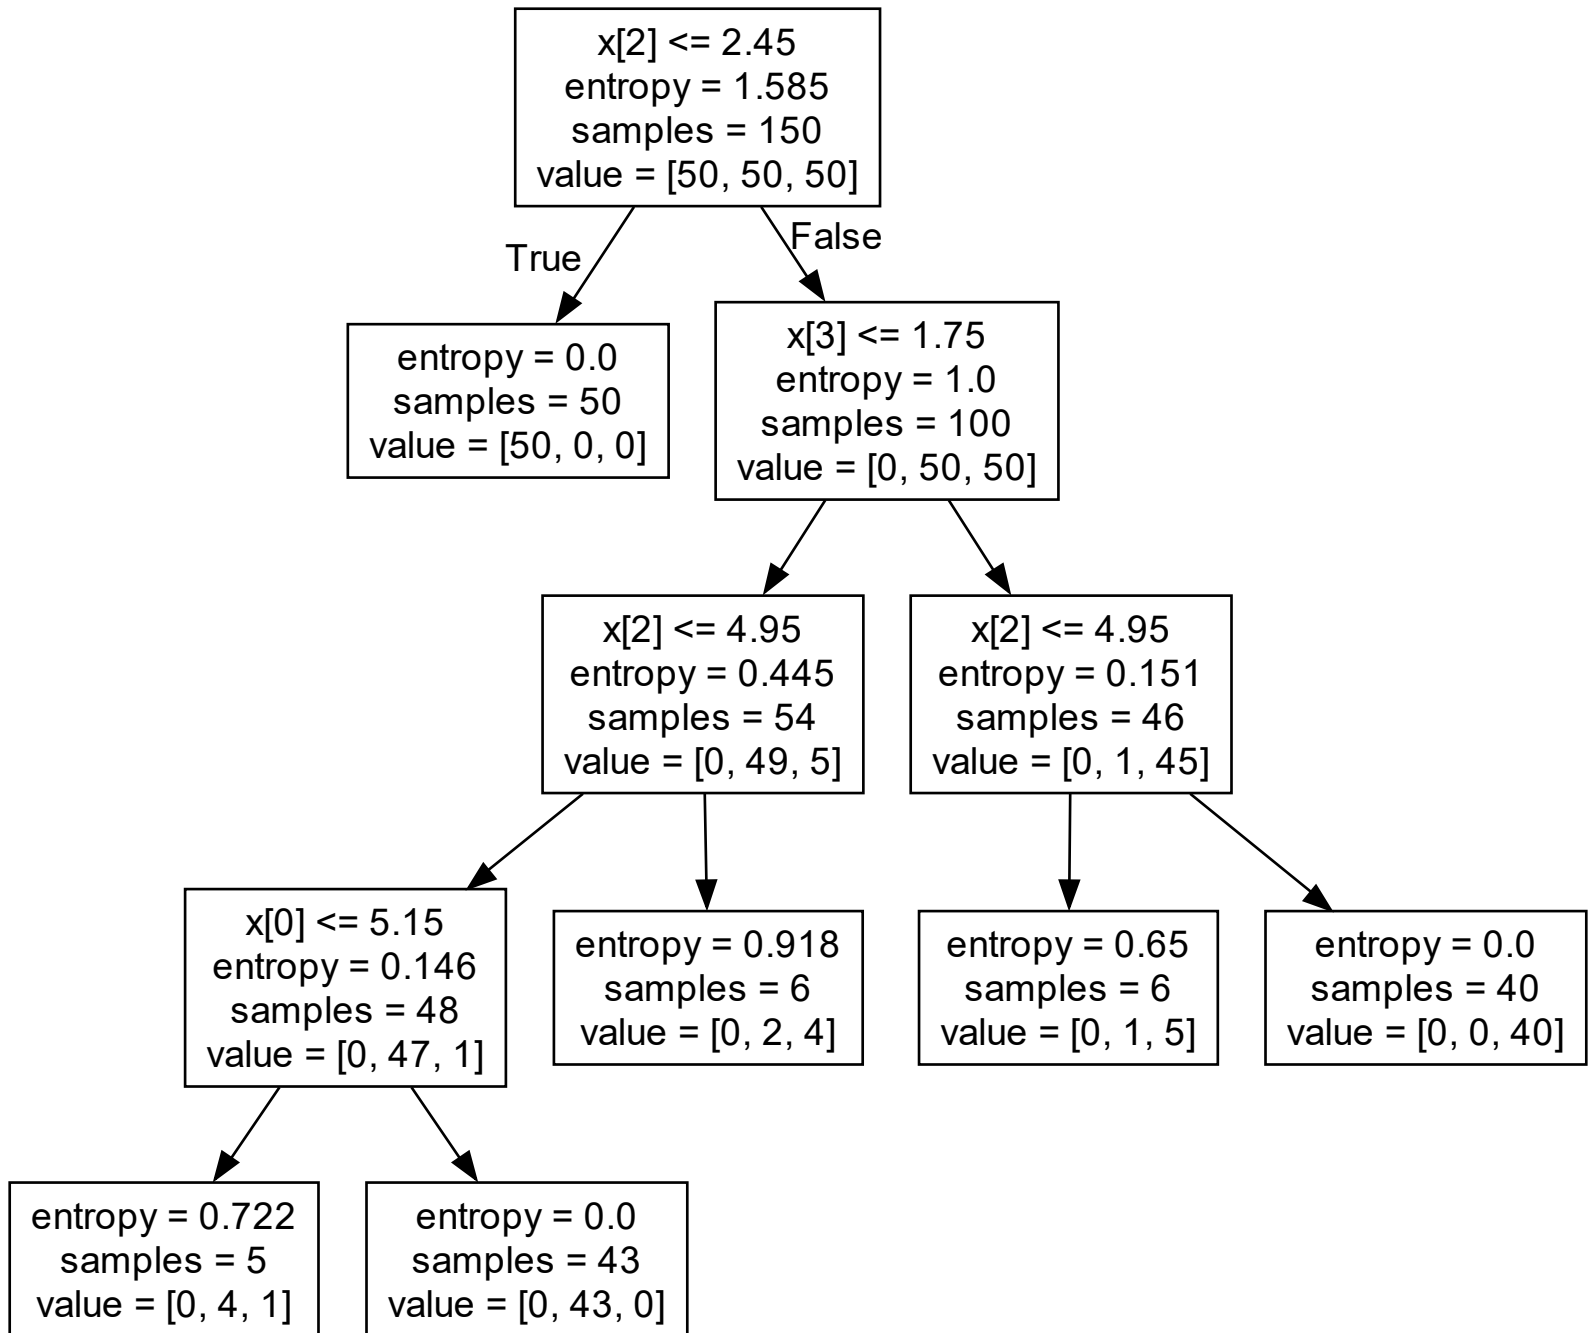 x[2] <= 2.45
entropy = 1.585
samples = 150
value = [50, 50, 50]
True
False
entropy = 0.0
samples = 50
value = [50, 0, 0]
x[3] <= 1.75
entropy = 1.0
samples = 100
value = [0, 50, 50]
x[2] <= 4.95
entropy = 0.445
samples = 54
value = [0, 49, 5]
x[2] <= 4.95
entropy = 0.151
samples = 46
value = [0, 1, 45]
x[0] <= 5.15
entropy = 0.146
samples = 48
value = [0, 47, 1]
entropy = 0.918
samples = 6
value = [0, 2, 4]
entropy = 0.65
samples = 6
value = [0, 1, 5]
entropy = 0.0
samples = 40
value = [0, 0, 40]
entropy = 0.722
samples = 5
value = [0, 4, 1]
entropy = 0.0
samples = 43
value = [0, 43, 0]